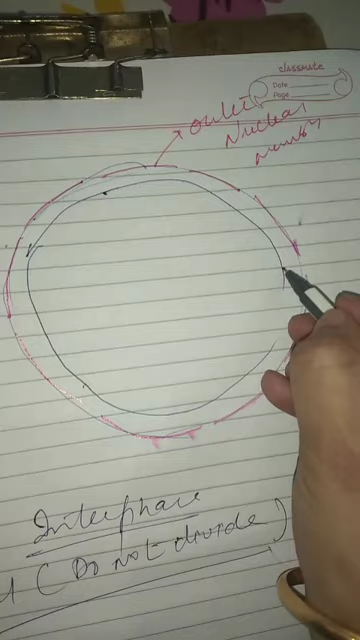 classmate
Date
Page
outer
Nuclear
Interphase
(Do not divide)